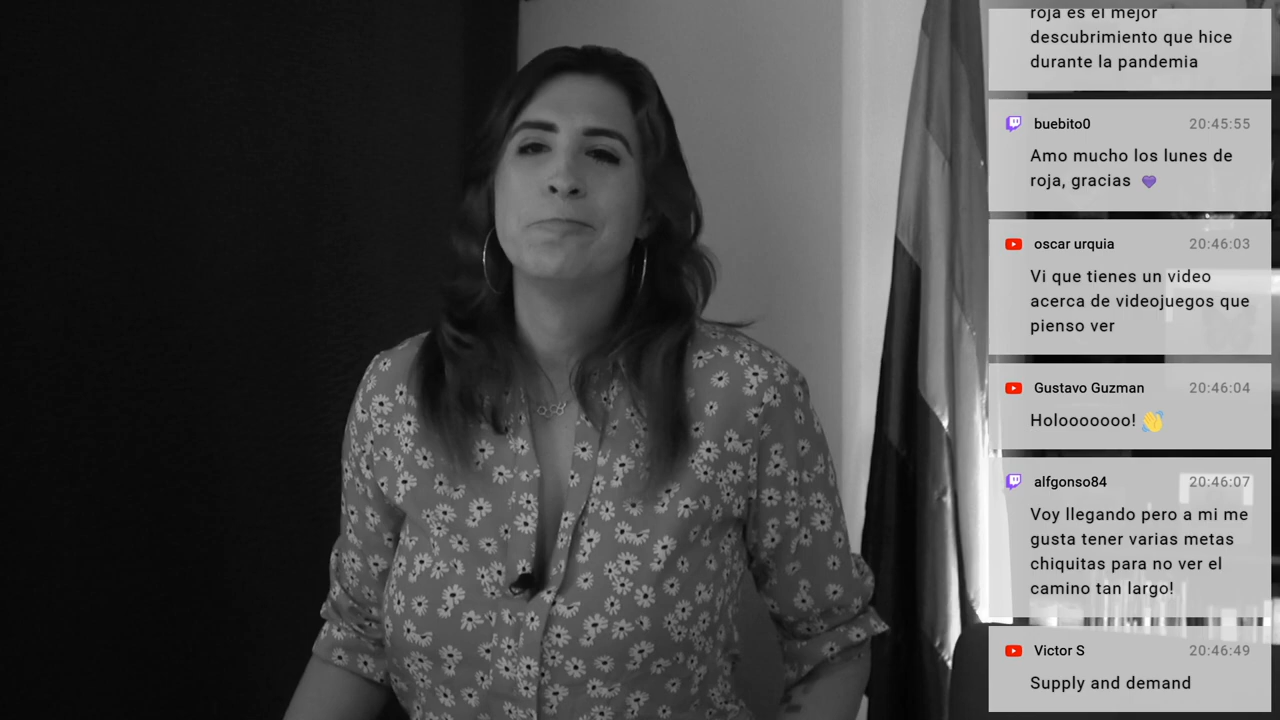 roja es el mejor
descubrimiento que hice
durante la pandemia
buebito0 20:45:55
Amo mucho los lunes de
roja, gracias 💜
oscar urquia 20:46:03
Vi que tienes un video
acerca de videojuegos que
pienso ver
Gustavo Guzman 20:46:04
Holooooooo! 👋
alfgonso84 20:46:07
Voy llegando pero a mi me
gusta tener varias metas
chiquitas para no ver el
camino tan largo!
Victor S 20:46:49
Supply and demand